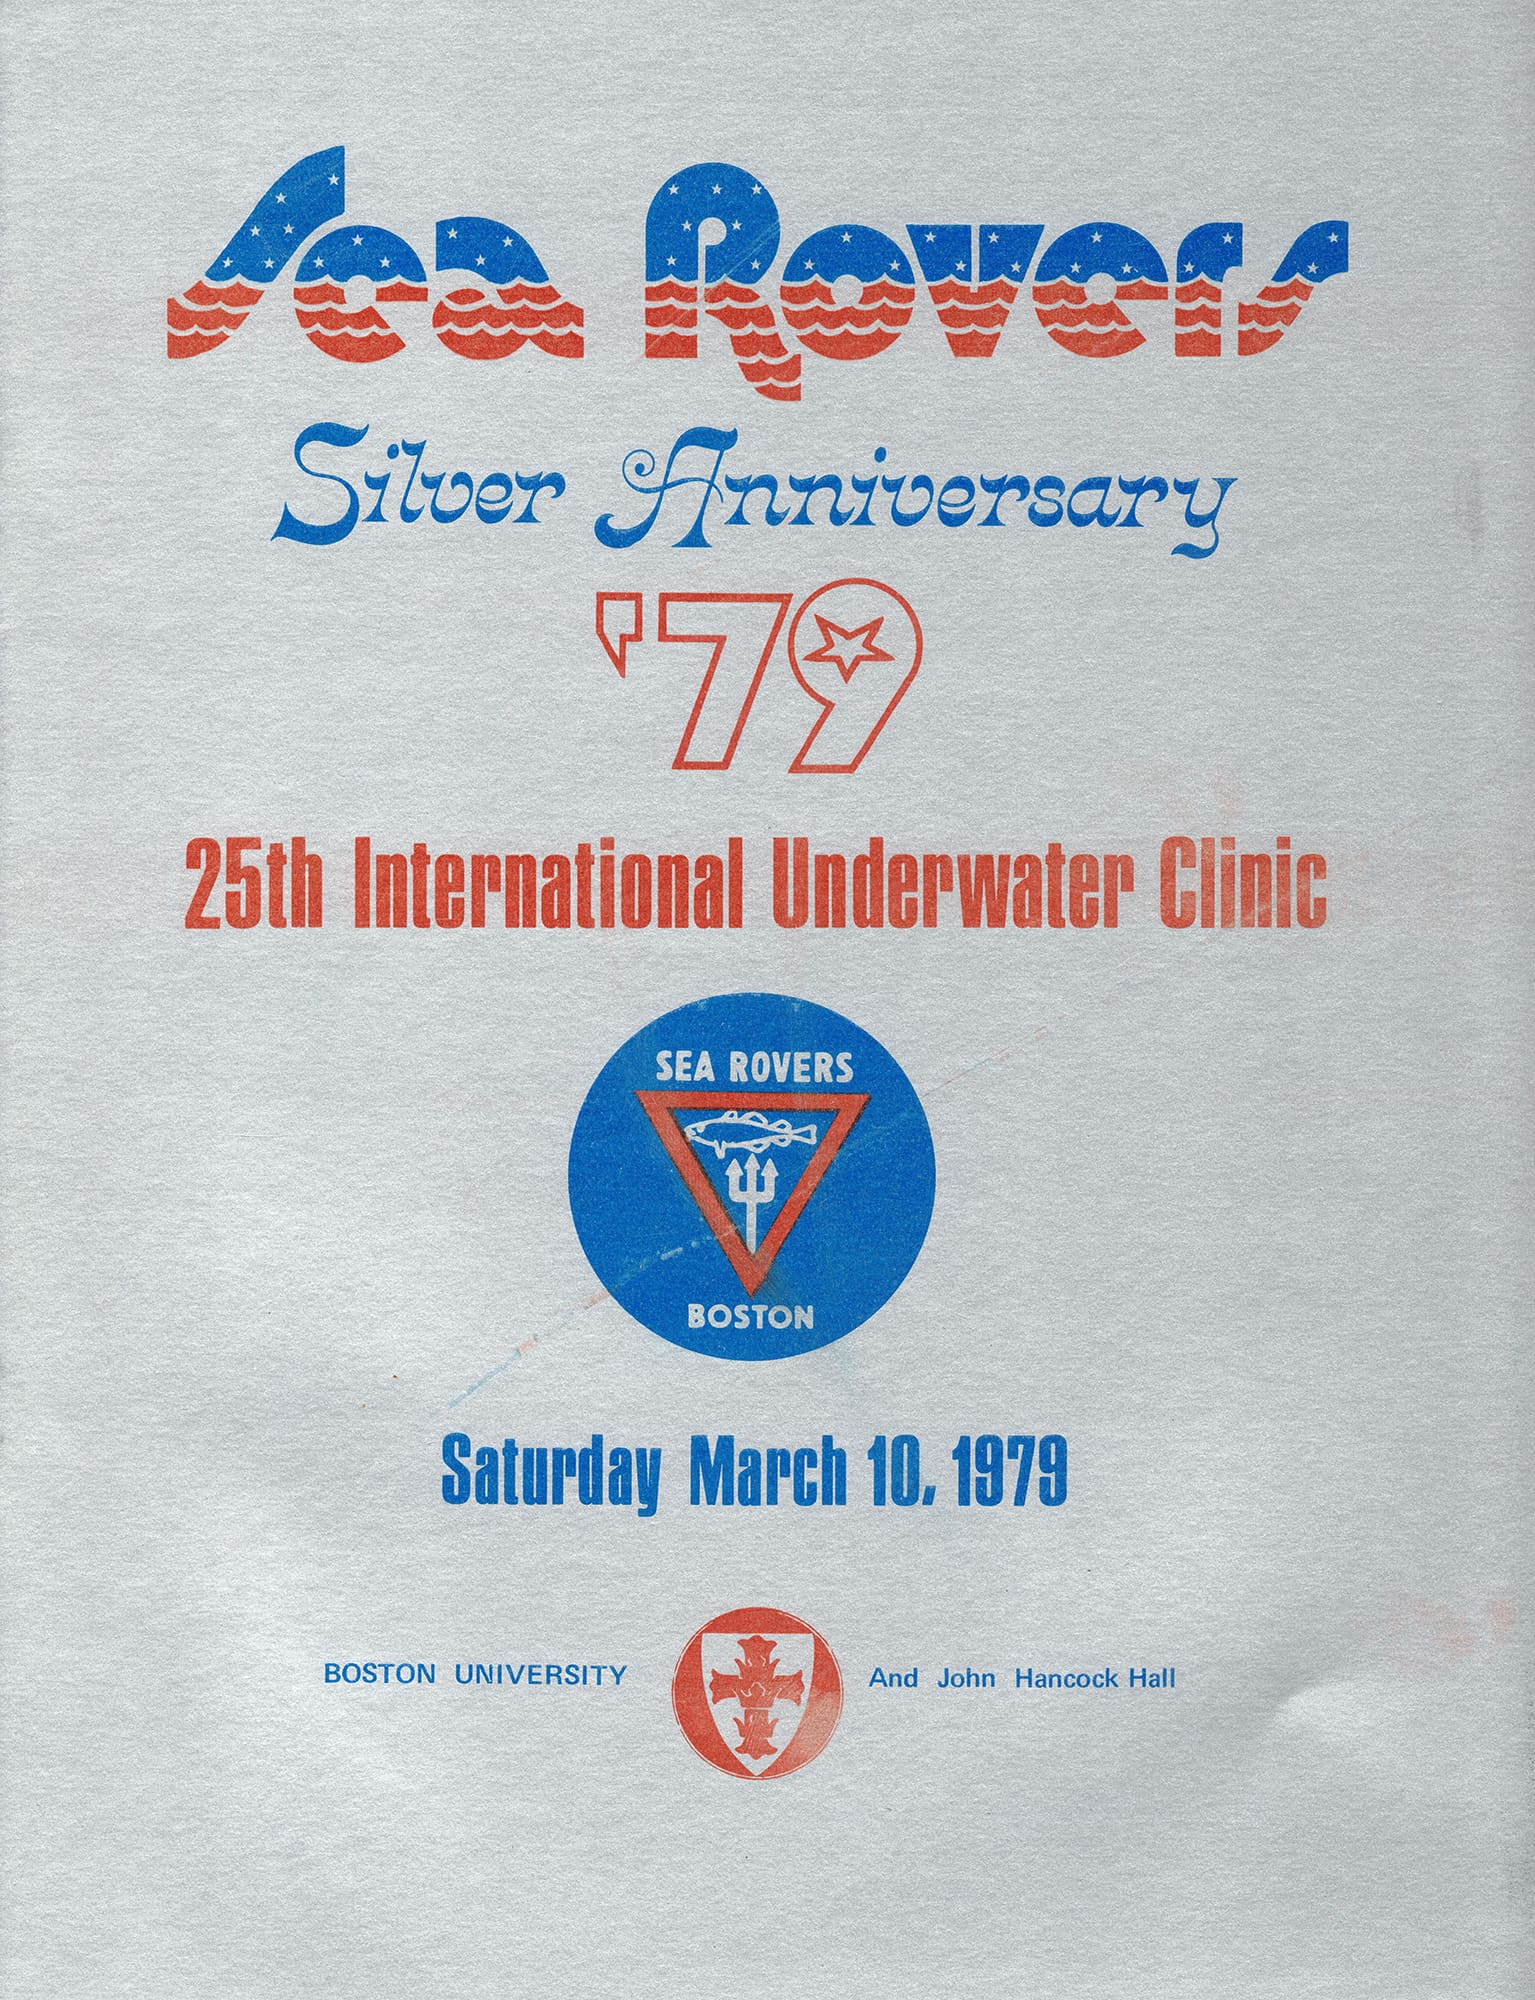 Sea Rovers
Silver Anniversary
'79
25th International Underwater Clinic
SEA ROVERS
BOSTON
Saturday March 10, 1979
BOSTON UNIVERSITY And John Hancock Hall